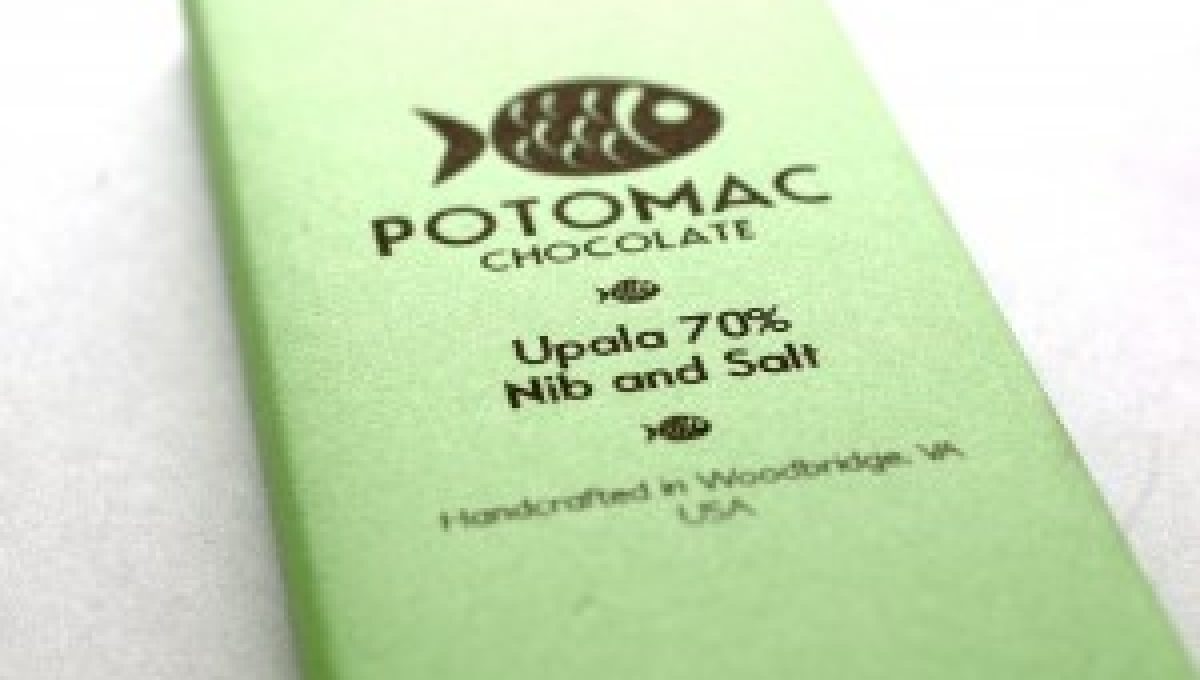 POTOMAC
CHOCOLATE
Upala 70%
Nib and Salt
Handcrafted in Woodbridge, VA
USA